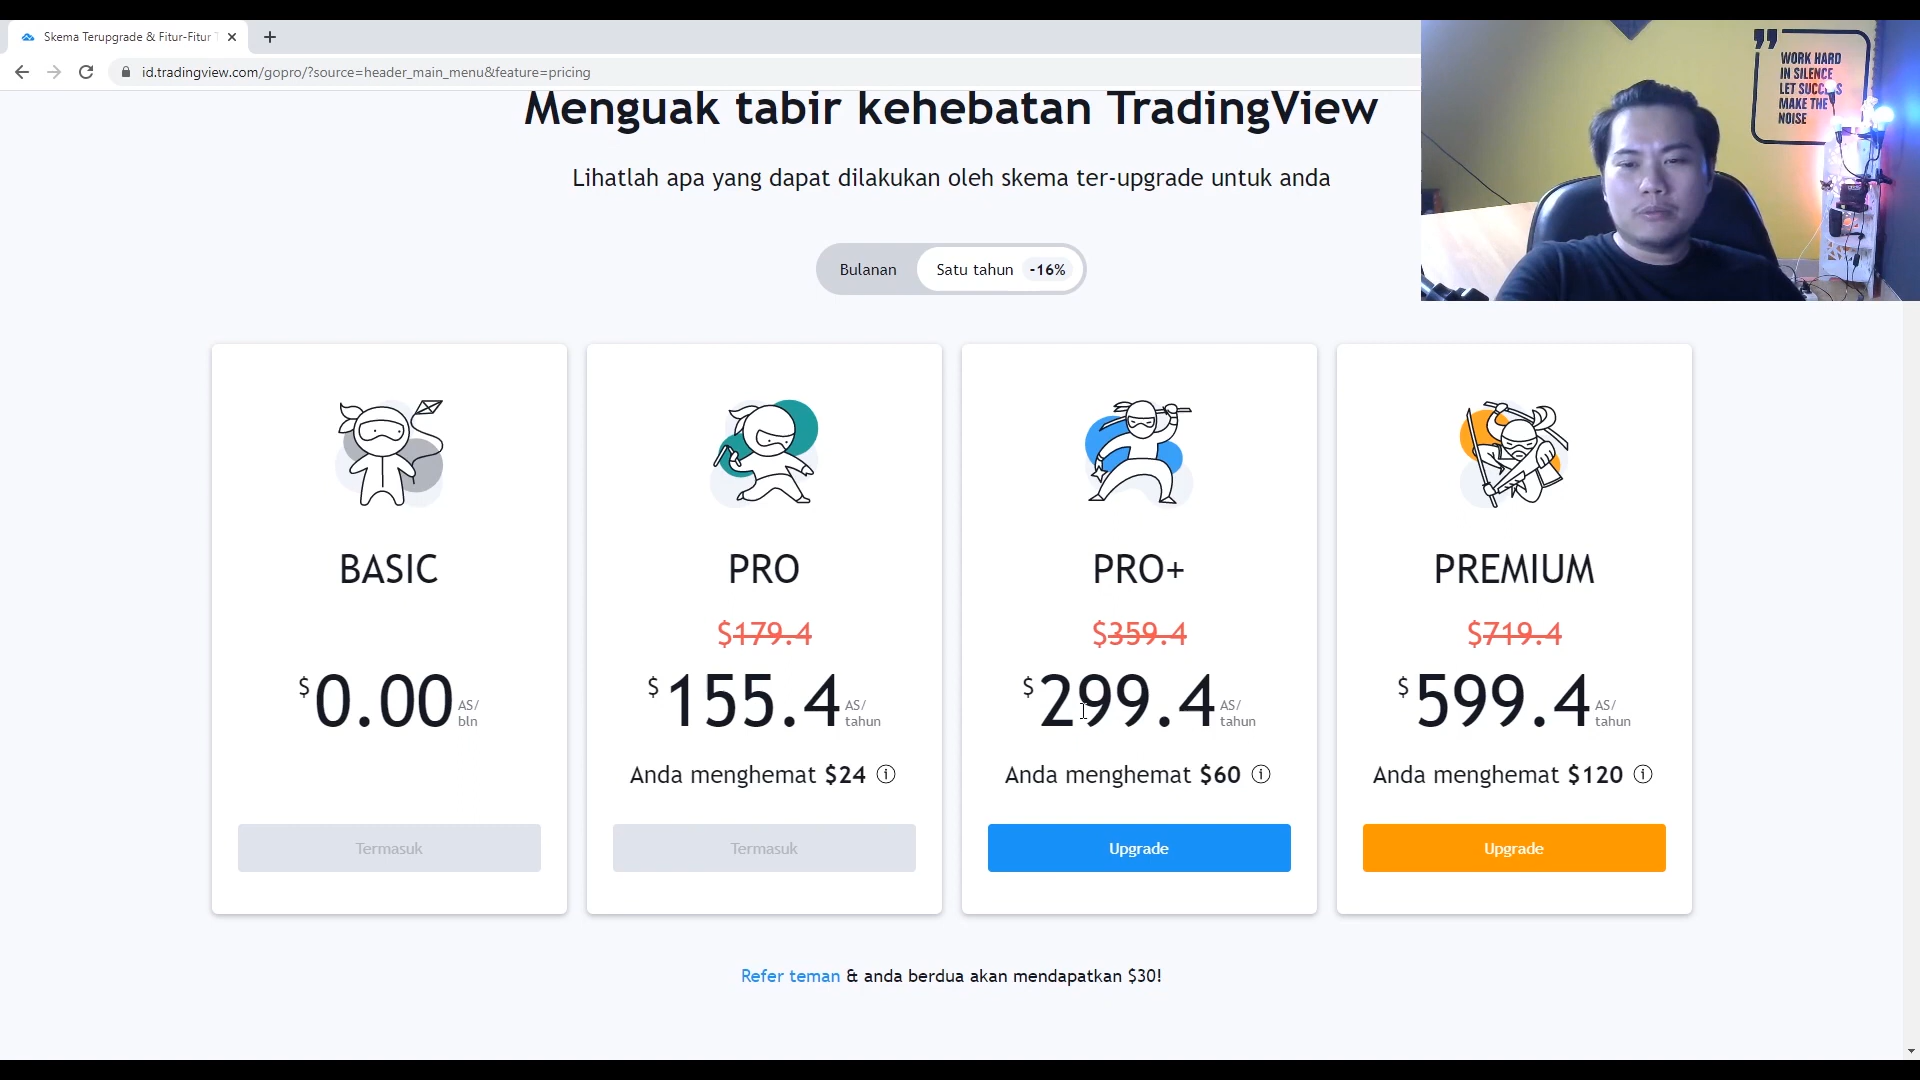 Skema Terupgrade & Fitur-Fitur T
id.tradingview.com/gopro/?source=header_main_menu&feature=pricing
WORK HARD
IN SILENCE
LET SUCCESS
MAKE THE
NOISE
Menguak tabir kehebatan TradingView
Lihatlah apa yang dapat dilakukan oleh skema ter-upgrade untuk anda
Bulanan
Satu tahun -16%
BASIC
$0.00 AS/
bln
Termasuk
PRO
$179.4
$155.4 AS/
tahun
Anda menghemat $24
Termasuk
PRO+
$359.4
$299.4 AS/
tahun
Anda menghemat $60
Upgrade
PREMIUM
$719.4
$599.4 AS/
tahun
Anda menghemat $120
Upgrade
Refer teman & anda berdua akan mendapatkan $30!